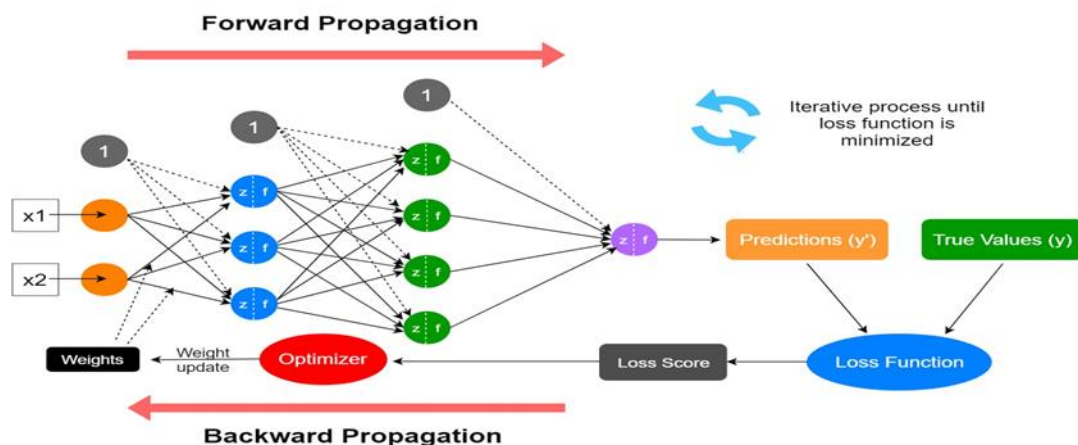 Forward Propagation
1
1
1
Iterative process until
loss function is
minimized
x1
x2
z f
z f
z f
z f
z f
z f
z f
z f
Predictions (y')
True Values (y)
Weights
Weight
update
Optimizer
Loss Score
Loss Function
Backward Propagation